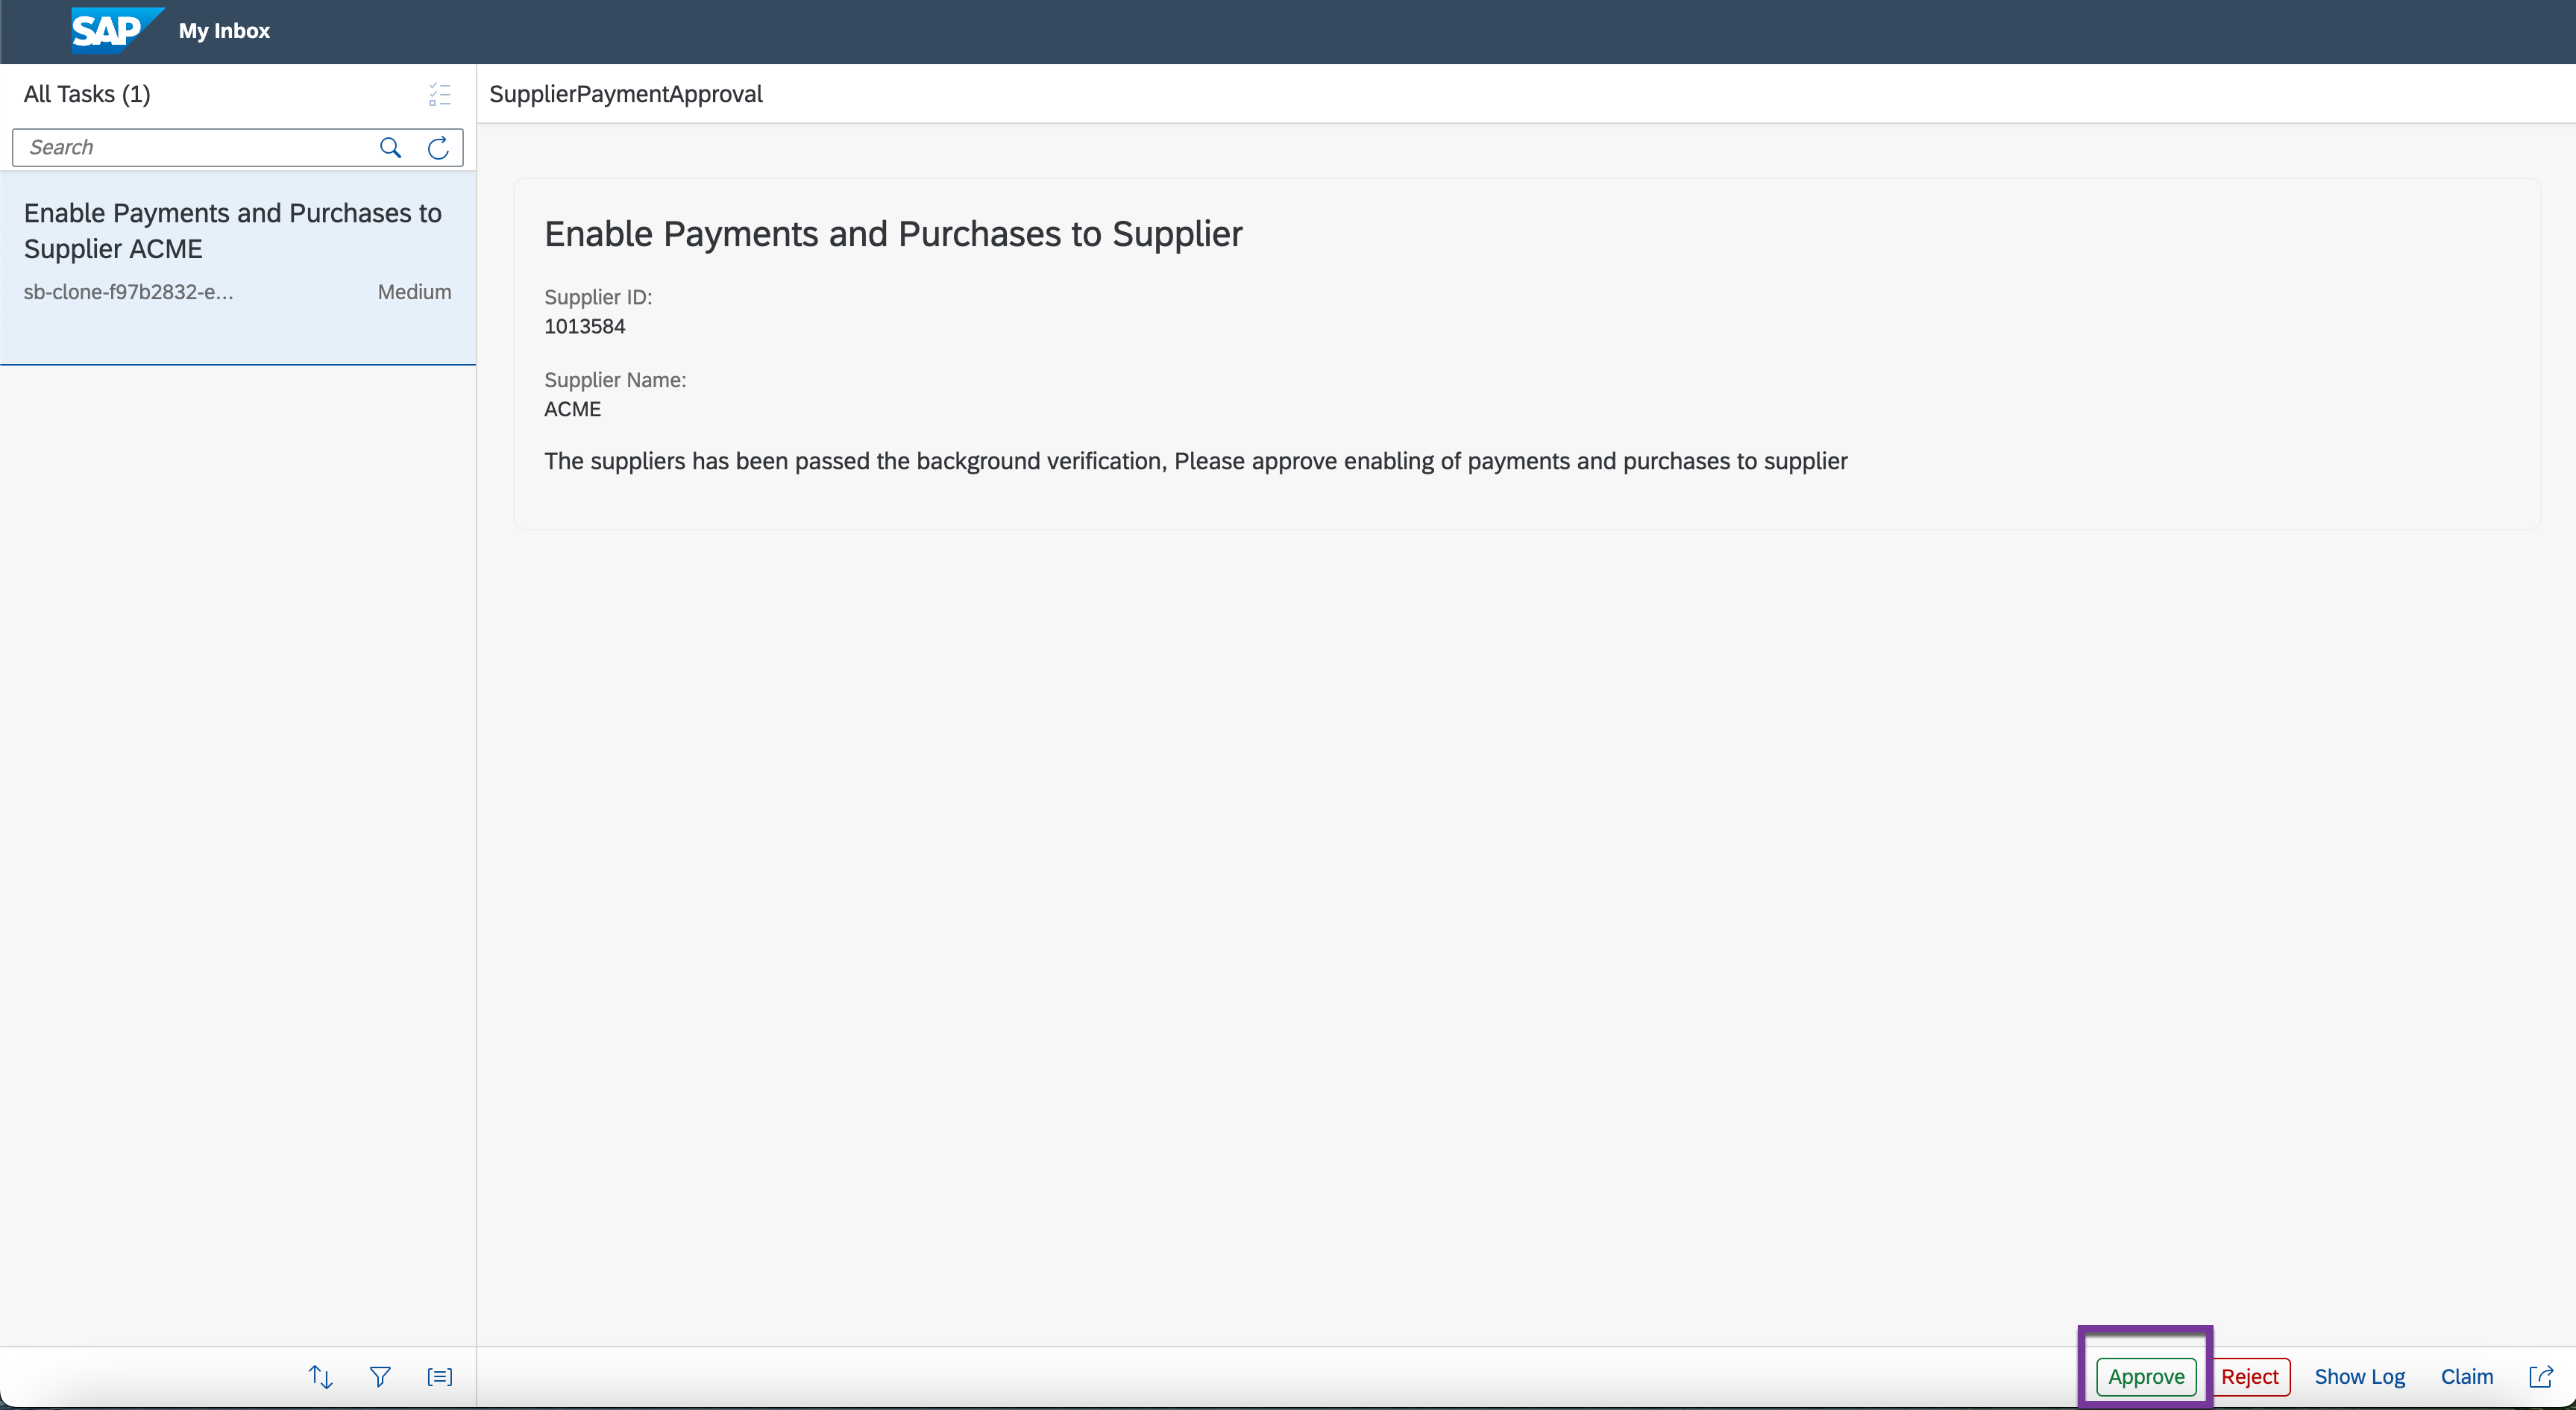 SAP My Inbox
All Tasks (1)
Search
Enable Payments and Purchases to
Supplier ACME
sb-clone-f97b2832-e... Medium
SupplierPaymentApproval
Enable Payments and Purchases to Supplier
Supplier ID:
1013584
Supplier Name:
ACME
The suppliers has been passed the background verification, Please approve enabling of payments and purchases to supplier
Approve Reject Show Log Claim